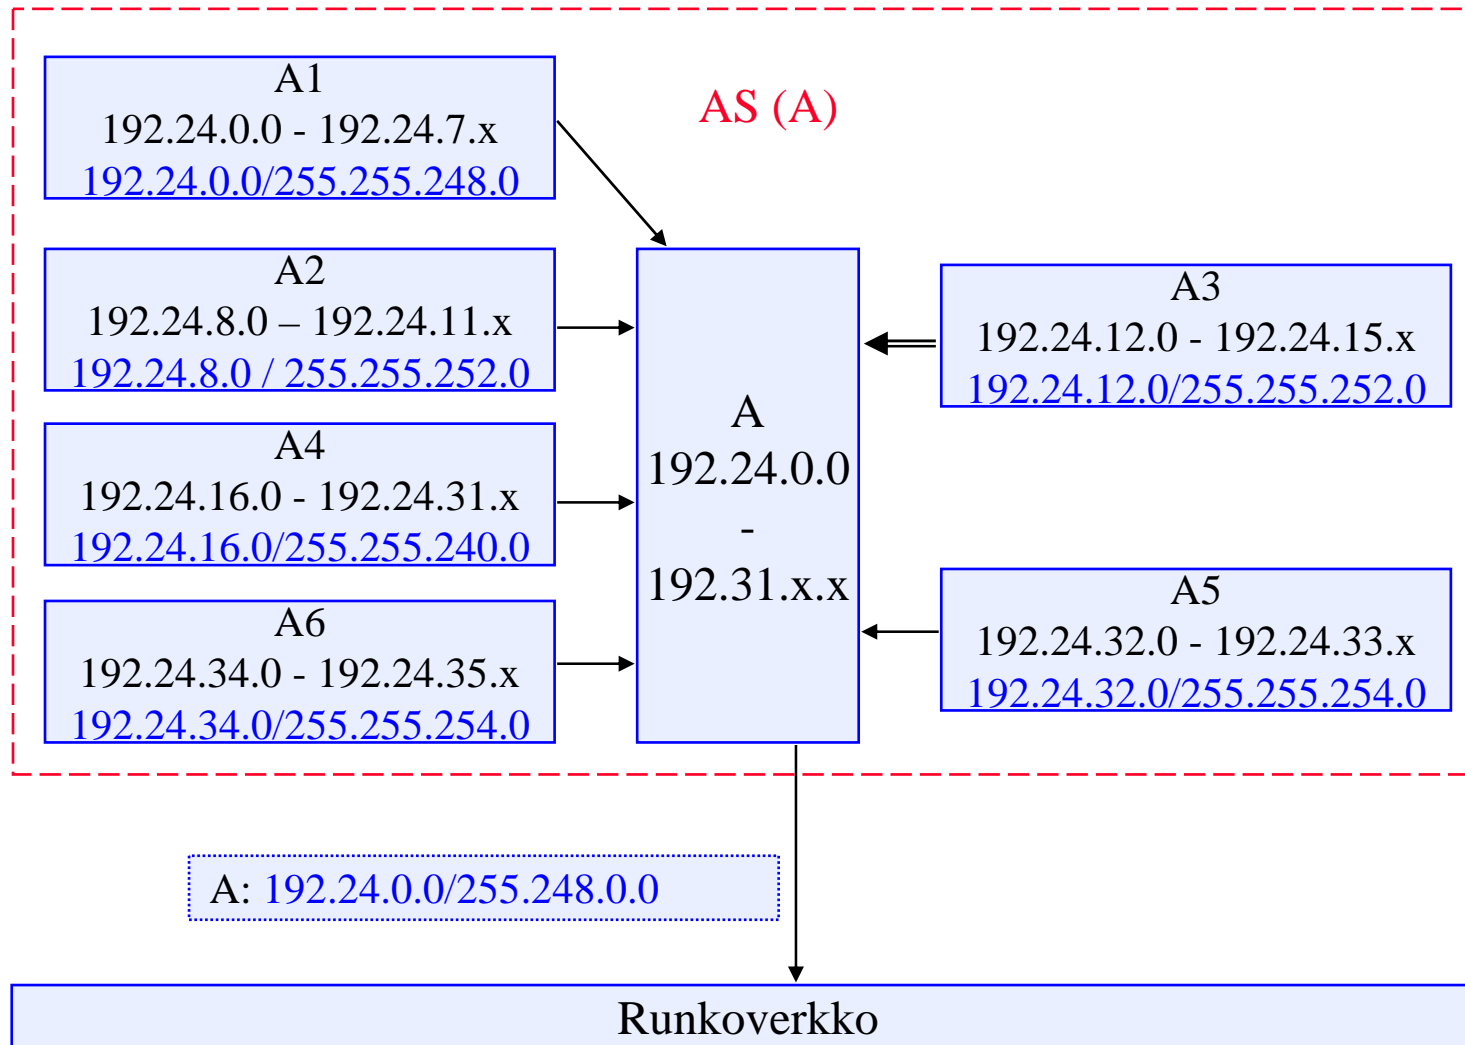 A1
192.24.0.0 - 192.24.7.x
192.24.0.0/255.255.248.0
AS (A)
A2
192.24.8.0 – 192.24.11.x
192.24.8.0 / 255.255.252.0
A3
192.24.12.0 - 192.24.15.x
192.24.12.0/255.255.252.0
A
192.24.0.0
-
192.31.x.x
A4
192.24.16.0 - 192.24.31.x
192.24.16.0/255.255.240.0
A5
192.24.32.0 - 192.24.33.x
192.24.32.0/255.255.254.0
A6
192.24.34.0 - 192.24.35.x
192.24.34.0/255.255.254.0
A: 192.24.0.0/255.248.0.0
Runkoverkko